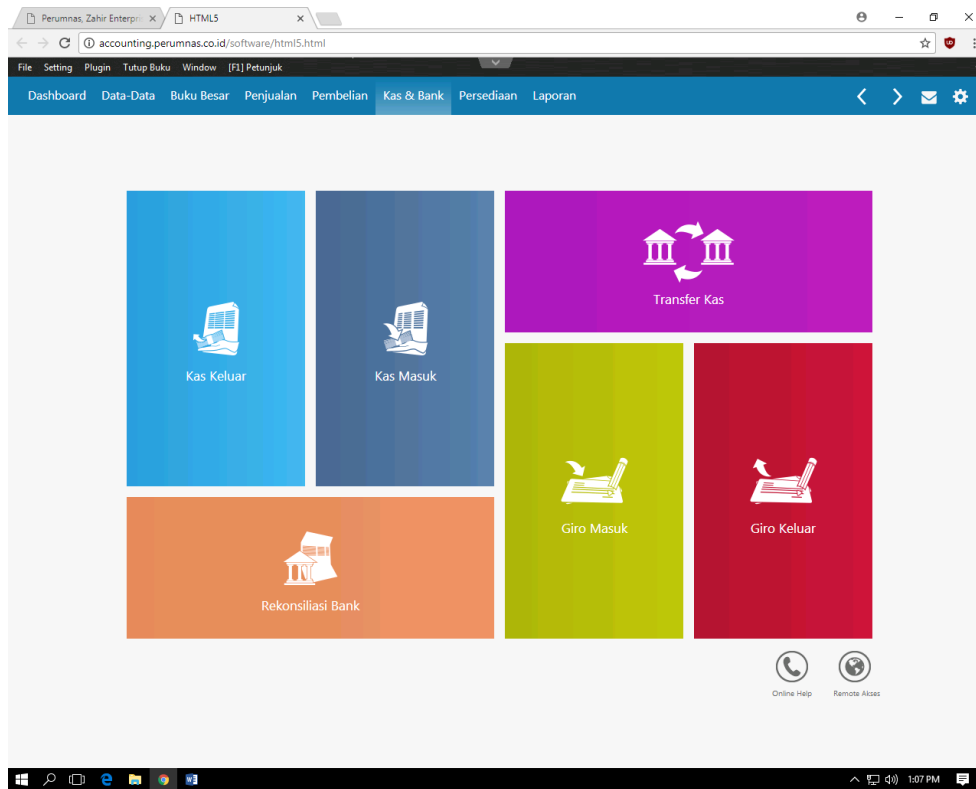 Perumnas, Zahir Enterpri
HTML5
accounting.perumnas.co.id/software/html5.html
File Setting Plugin Tutup Buku Window [F1] Petunjuk
Dashboard Data-Data Buku Besar Penjualan Pembelian Kas & Bank Persediaan Laporan
Transfer Kas
Kas Keluar
Kas Masuk
Giro Masuk
Giro Keluar
Rekonsiliasi Bank
Online Help
Remote Akses
1:07 PM